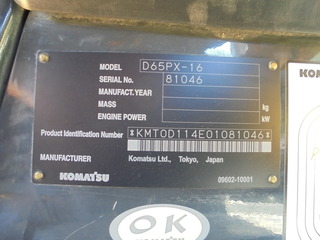 MODEL D65PX-16
SERIAL No. 81046
MANUFACT.YEAR
MASS kg
ENGINE POWER kW
Product Identification Number *KMT0D114E01081046*
MANUFACTURER Komatsu Ltd., Tokyo, Japan
KOMATSU 09602-10001
OK
KO